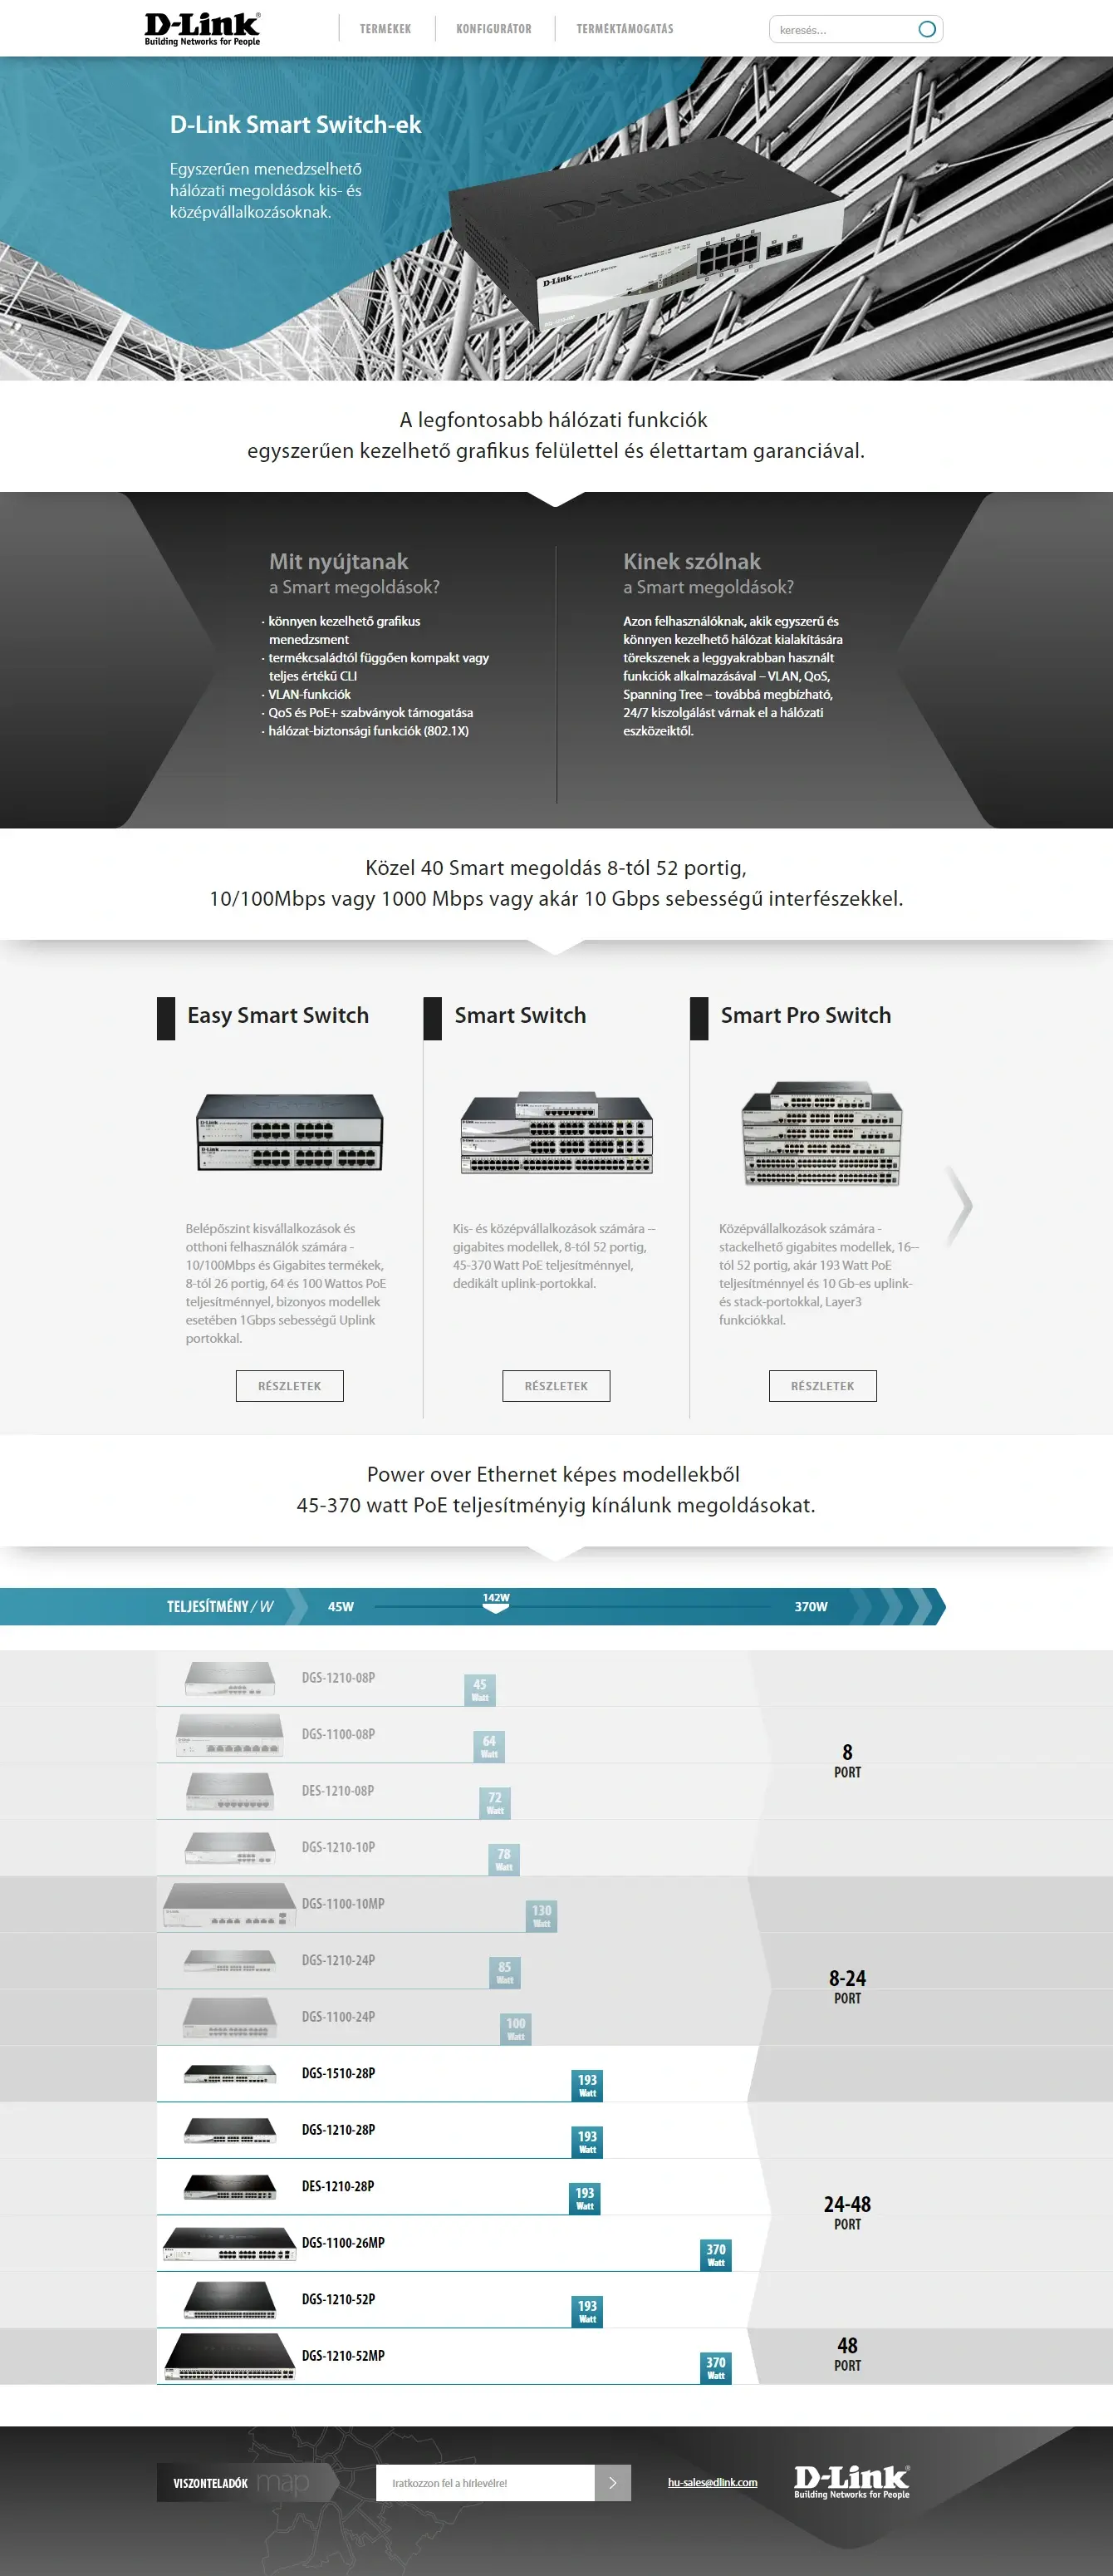 D-Link
Building Networks for People
TERMÉKEK
KONFIGURÁTOR
TERMÉKTÁMOGATÁS
keresés...
D-Link Smart Switch-ek
Egyszerűen menedzselhető
hálózati megoldások kis- és
középvállalkozásoknak.
D-Link
D-Link
A legfontosabb hálózati funkciók
egyszerűen kezelhető grafikus felülettel és élettartam garanciával.
Mit nyújtanak
a Smart megoldások?
· könnyen kezelhető grafikus
menedzsment
· termékcsaládtól függően kompakt vagy
teljes értékű CLI
· VLAN-funkciók
· QoS és PoE+ szabványok támogatása
· hálózat-biztonsági funkciók (802.1X)
Kinek szólnak
a Smart megoldások?
Azon felhasználóknak, akik egyszerű és
könnyen kezelhető hálózat kialakítására
törekszenek a leggyakrabban használt
funkciók alkalmazásával – VLAN, QoS,
Spanning Tree – továbbá megbízható,
24/7 kiszolgálást várnak el a hálózati
eszközeiktől.
Közel 40 Smart megoldás 8-tól 52 portig,
10/100Mbps vagy 1000 Mbps vagy akár 10 Gbps sebességű interfészekkel.
Easy Smart Switch
D-Link
D-Link
Belépőszint kisvállalkozások és
otthoni felhasználók számára -
10/100Mbps és Gigabites termékek,
8-tól 26 portig, 64 és 100 Wattos PoE
teljesítménnyel, bizonyos modellek
esetében 1Gbps sebességű Uplink
portokkal.
RÉSZLETEK
Smart Switch
Kis- és középvállalkozások számára –
gigabites modellek, 8-tól 52 portig,
45-370 Watt PoE teljesítménnyel,
dedikált uplink-portokkal.
RÉSZLETEK
Smart Pro Switch
Középvállalkozások számára -
stackelhető gigabites modellek, 16--
tól 52 portig, akár 193 Watt PoE
teljesítménnyel és 10 Gb-es uplink-
és stack-portokkal, Layer3
funkciókkal.
RÉSZLETEK
Power over Ethernet képes modellekből
45-370 watt PoE teljesítményig kínálunk megoldásokat.
TELJESÍTMÉNY / W
45W
142W
370W
DGS-1210-08P
45
Watt
DGS-1100-08P
64
Watt
8
PORT
DES-1210-08P
72
Watt
DGS-1210-10P
78
Watt
DGS-1100-10MP
130
Watt
DGS-1210-24P
85
Watt
8-24
PORT
DGS-1100-24P
100
Watt
DGS-1510-28P
193
Watt
DGS-1210-28P
193
Watt
DES-1210-28P
193
Watt
24-48
PORT
DGS-1100-26MP
370
Watt
DGS-1210-52P
193
Watt
DGS-1210-52MP
370
Watt
48
PORT
VISZONTELADÓK
map
Iratkozzon fel a hírlevélre!
hu-sales@dlink.com
D-Link
Building Networks for People